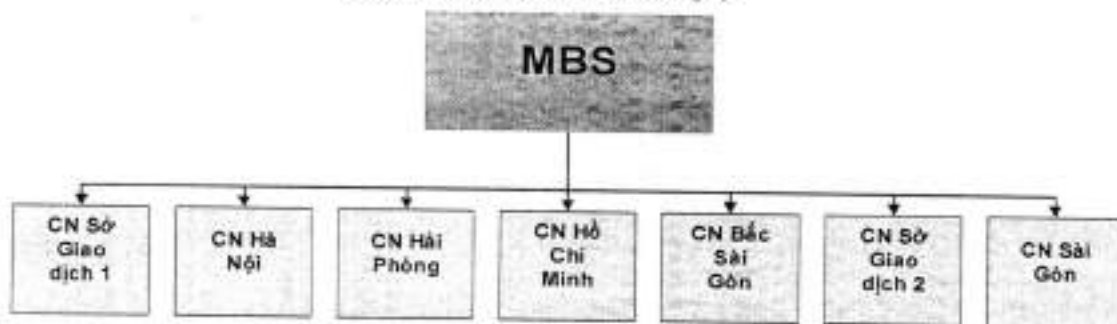 MBS
CN Sở
Giao
dịch 1
CN Hà
Nội
CN Hải
Phòng
CN Hồ
Chí
Minh
CN Bắc
Sài
Gòn
CN Sở
Giao
dịch 2
CN Sài
Gòn